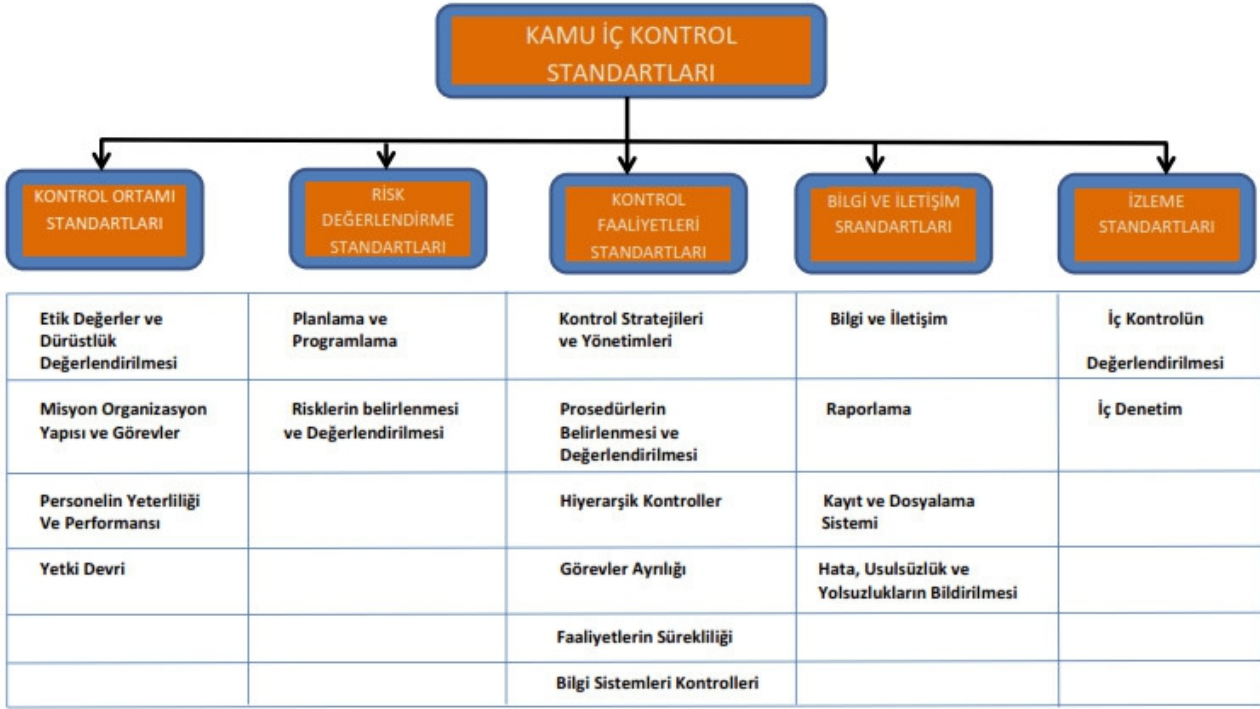 KAMU İÇ KONTROL
STANDARTLARI
KONTROL ORTAMI
STANDARTLARI
RİSK
DEĞERLENDİRME
STANDARTLARI
KONTROL
FAALİYETLERİ
STANDARTLARI
BİLGİ VE İLETİŞİM
SRANDARTLARI
İZLEME
STANDARTLARI
Etik Değerler ve
Dürüstlük
Değerlendirilmesi
Planlama ve
Programlama
Kontrol Stratejileri
ve Yönetimleri
Bilgi ve İletişim
İç Kontrolün
Değerlendirilmesi
Misyon Organizasyon
Yapısı ve Görevler
Risklerin belirlenmesi
ve Değerlendirilmesi
Prosedürlerin
Belirlenmesi ve
Değerlendirilmesi
Raporlama
İç Denetim
Personelin Yeterliliği
Ve Performansı
Hiyerarşik Kontroller
Kayıt ve Dosyalama
Sistemi
Yetki Devri
Görevler Ayrılığı
Hata, Usulsüzlük ve
Yolsuzlukların Bildirilmesi
Faaliyetlerin Sürekliliği
Bilgi Sistemleri Kontrolleri